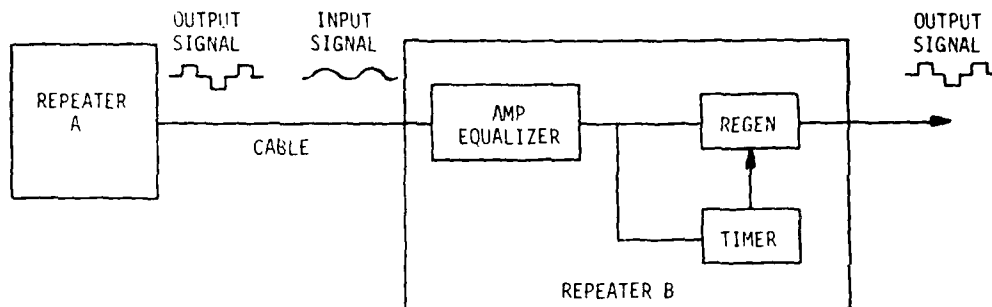 OUTPUT
SIGNAL
INPUT
SIGNAL
OUTPUT
SIGNAL
REPEATER
A
CABLE
AMP
EQUALIZER
REGEN
TIMER
REPEATER B